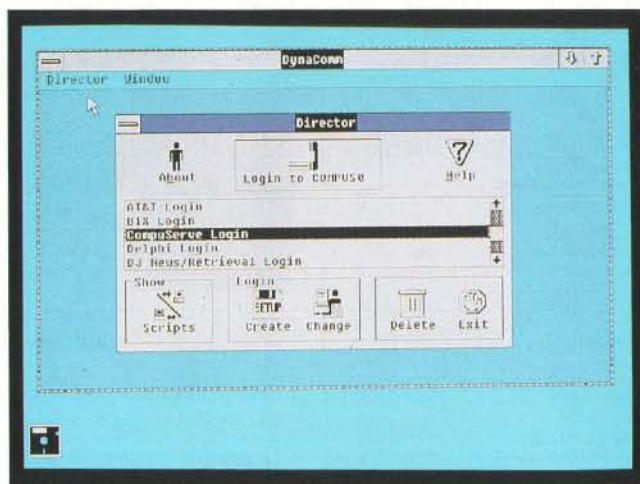 DynaComm
Director Window
Director
About
Login to COMPUSE
Help
AT&T Login
BIX Login
CompuServe Login
Delphi Login
DJ News/Retrieval Login
Show
Scripts
Login
SETUP
Create
Change
Delete
Exit